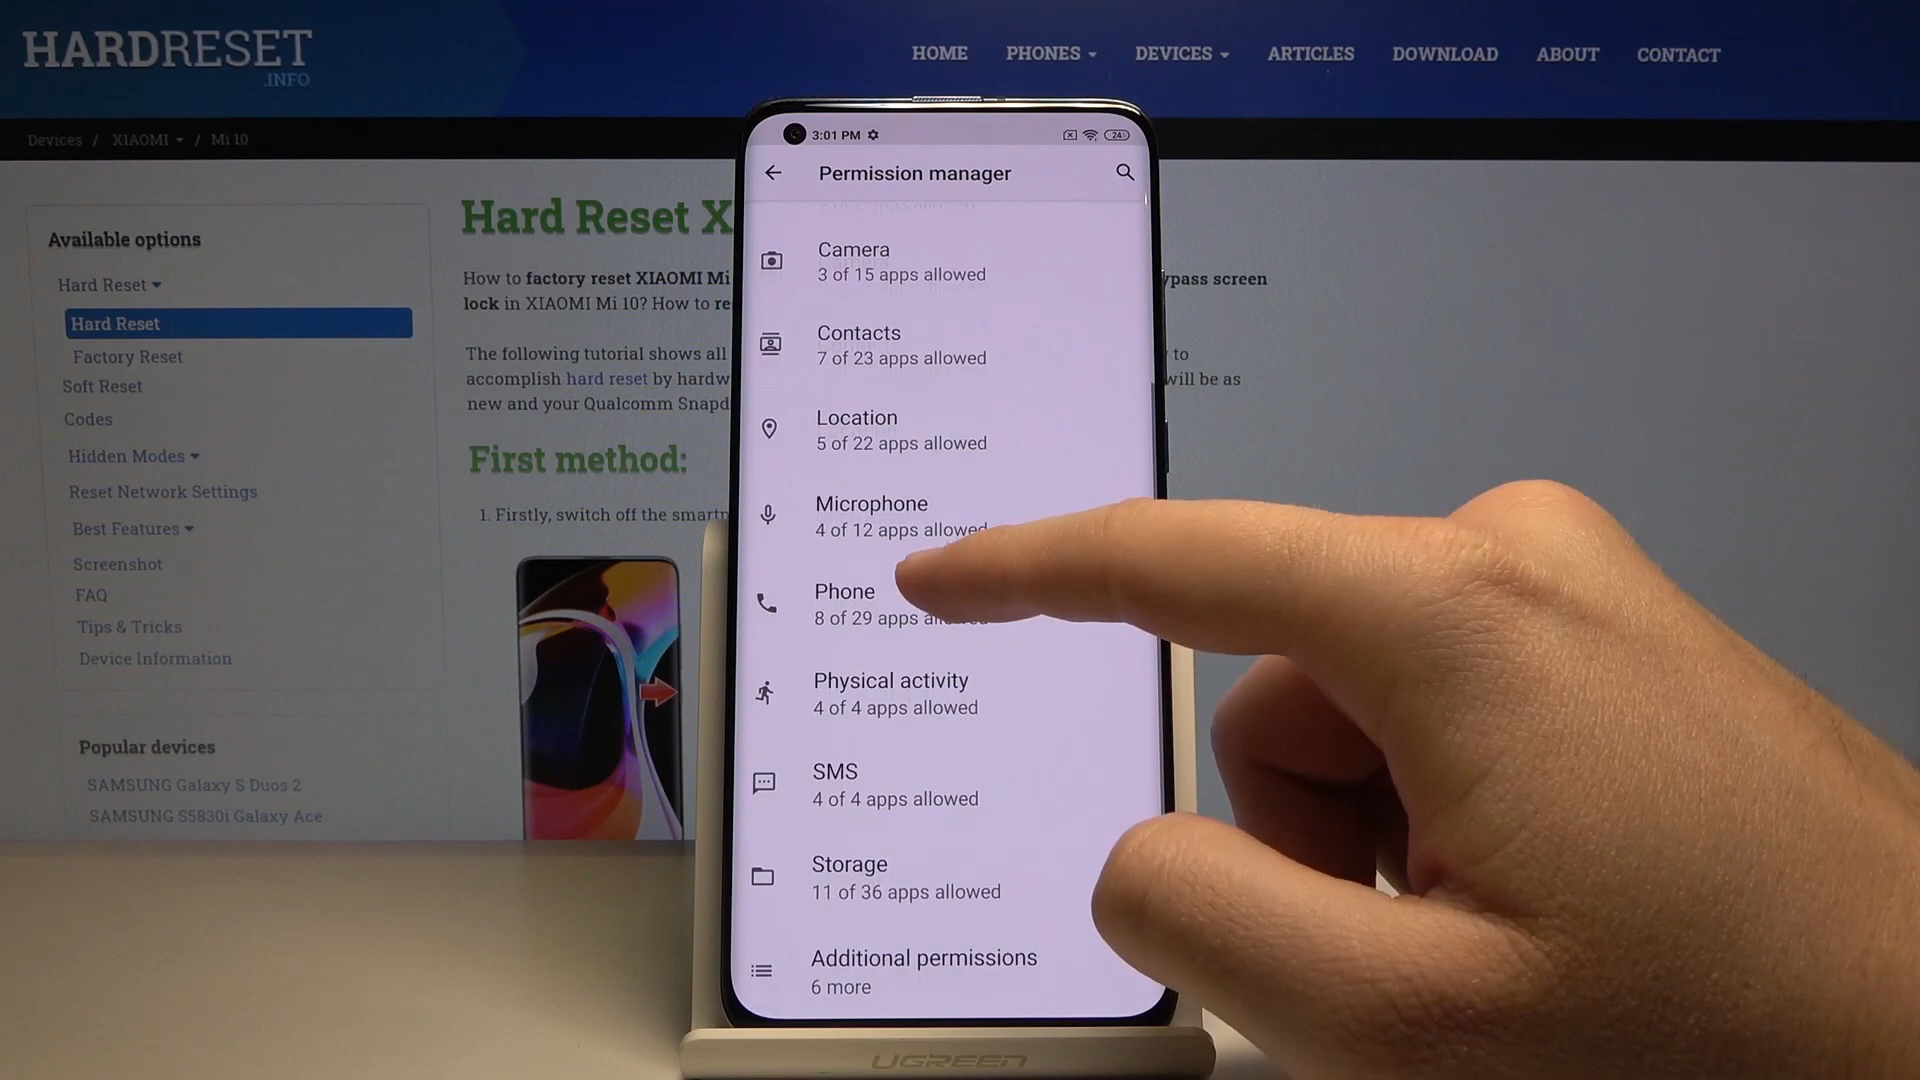 HARDRESET
.INFO
HOME PHONES DEVICES ARTICLES DOWNLOAD ABOUT CONTACT
Devices / XIAOMI / Mi 10
Available options
Hard Reset
Hard Reset
Factory Reset
Soft Reset
Codes
Hidden Modes
Reset Network Settings
Best Features
Screenshot
FAQ
Tips & Tricks
Device Information
Popular devices
SAMSUNG Galaxy S Duos 2
SAMSUNG S5830i Galaxy Ace
Hard Reset X
How to factory reset XIAOMI Mi
ypass screen
lock in XIAOMI Mi 10? How to re
The following tutorial shows all
to
accomplish hard reset by hardw
will be as
new and your Qualcomm Snapd
First method:
1. Firstly, switch off the smartp
3:01 PM
24
Permission manager
Camera
3 of 15 apps allowed
Contacts
7 of 23 apps allowed
Location
5 of 22 apps allowed
Microphone
4 of 12 apps allowed
Phone
8 of 29 apps allowed
Physical activity
4 of 4 apps allowed
SMS
4 of 4 apps allowed
Storage
11 of 36 apps allowed
Additional permissions
6 more
UGREEN